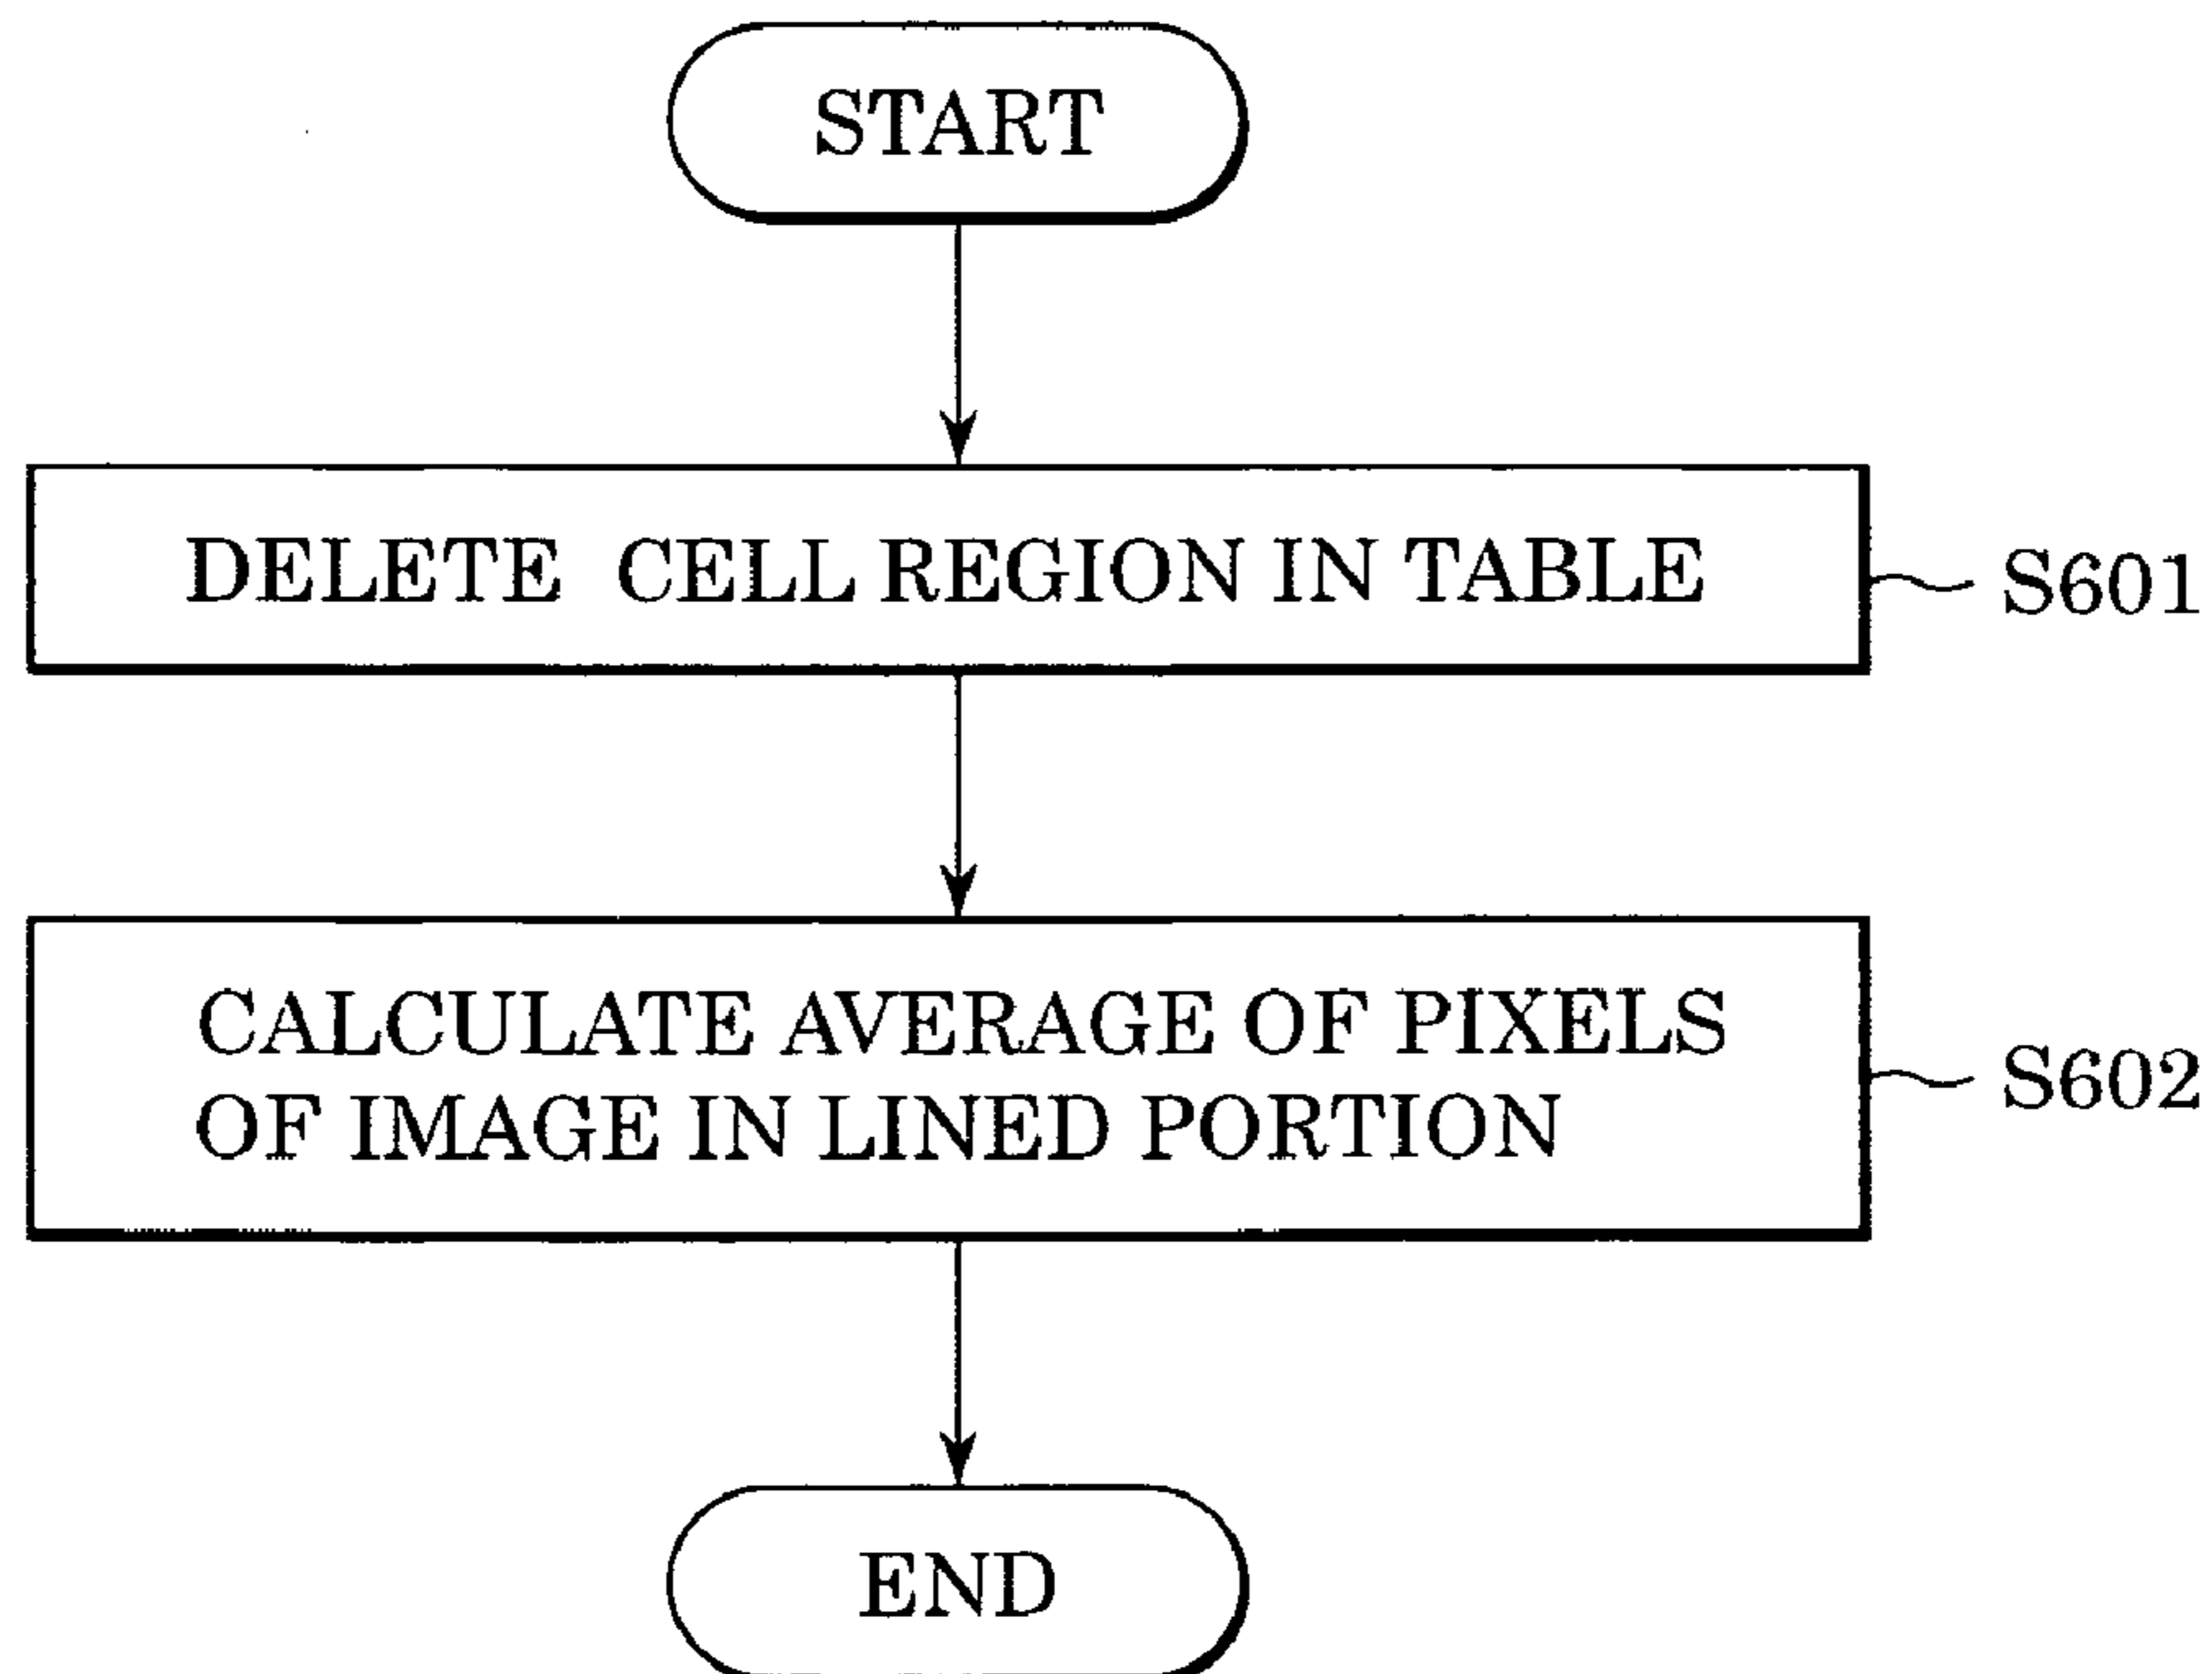 START
DELETE CELL REGION IN TABLE
S601
CALCULATE AVERAGE OF PIXELS
OF IMAGE IN LINED PORTION
S602
END